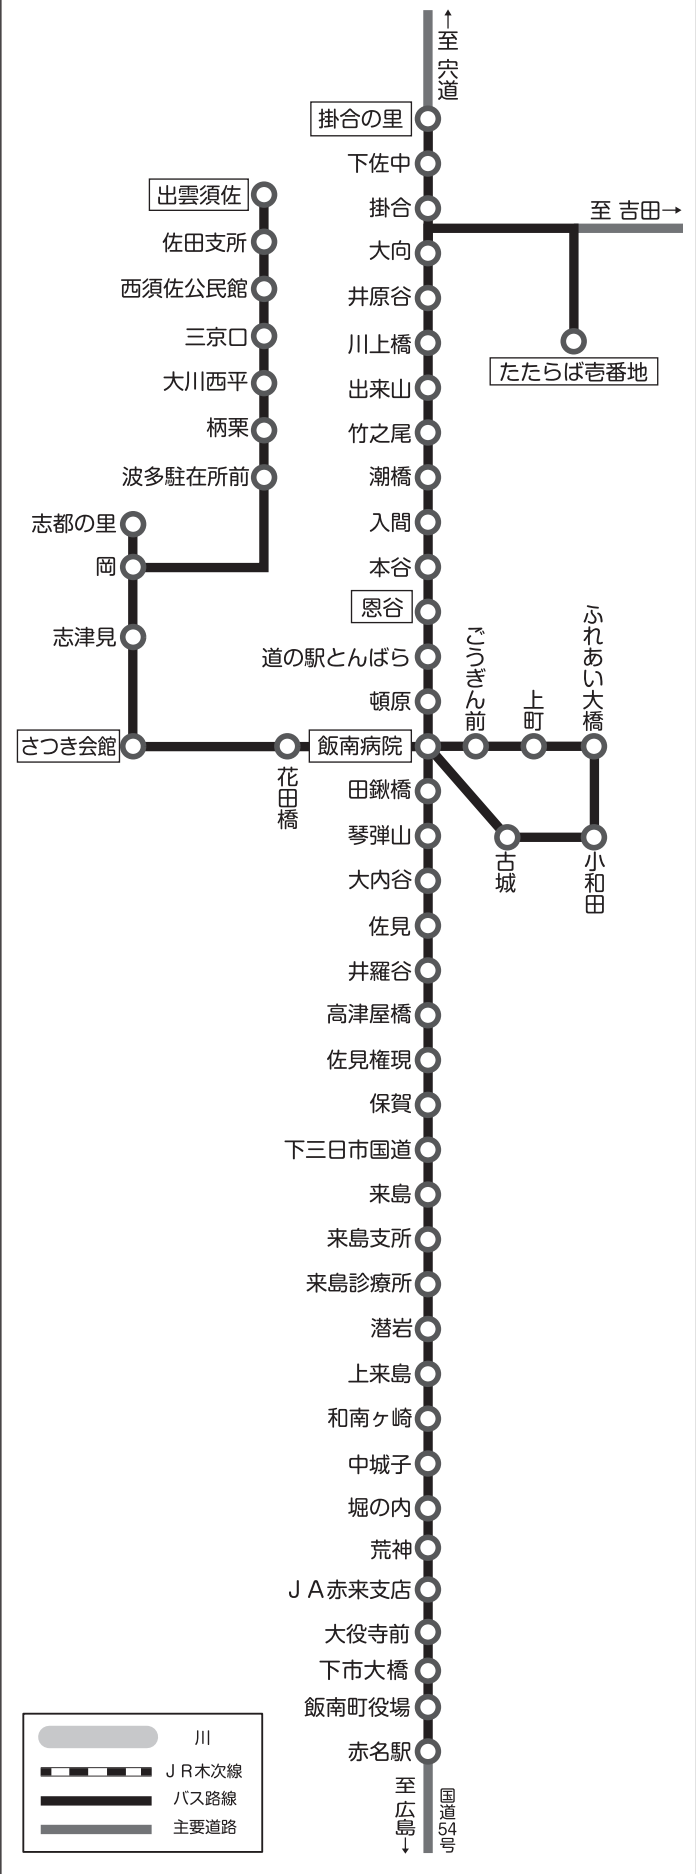 ↑至 宍道
掛合の里
下佐中
掛合
至 吉田→
大向
井原谷
川上橋
出来山
竹之尾
潮橋
入間
本谷
恩谷
道の駅とんばら
頓原
たたらば壱番地
出雲須佐
佐田支所
西須佐公民館
三京口
大川西平
柄栗
波多駐在所前
志都の里
岡
志津見
さつき会館
花田橋
飯南病院
ごうぎん前
上町
ふれあい大橋
小和田
古城
田鍬橋
琴弾山
大内谷
佐見
井羅谷
高津屋橋
佐見権現
保賀
下三日市国道
来島
来島支所
来島診療所
潜岩
上来島
和南ヶ崎
中城子
堀の内
荒神
ＪＡ赤来支店
大役寺前
下市大橋
飯南町役場
赤名駅
至 広島→
国道54号
川
ＪＲ木次線
バス路線
主要道路